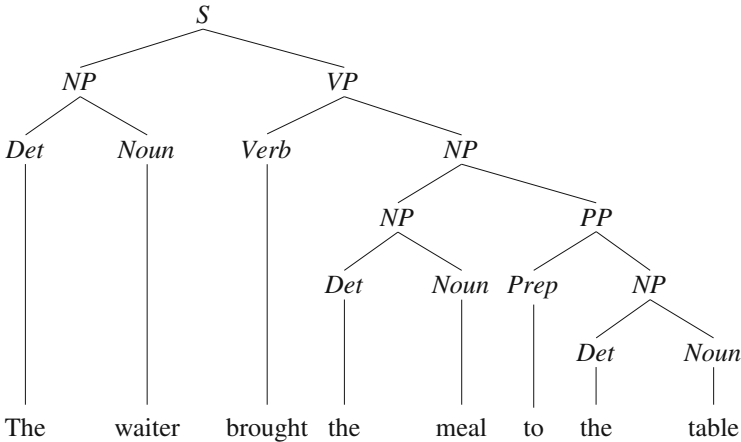 S
NP VP
Det Noun Verb NP
NP PP
Det Noun Prep NP
Det Noun
The waiter brought the meal to the table